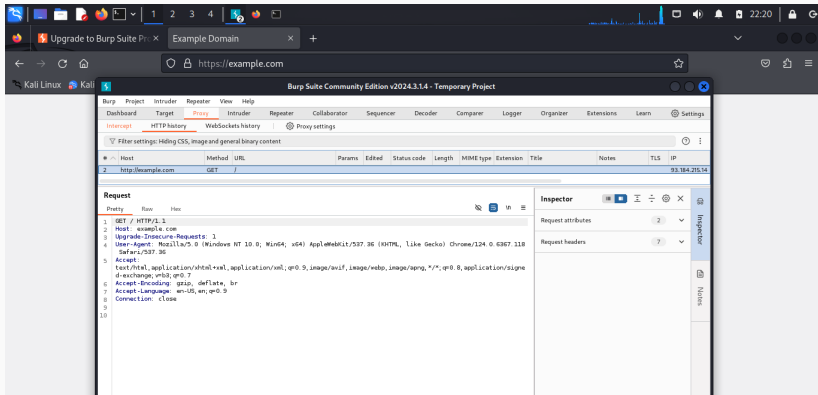 1 2 3 4 22:20
Upgrade to Burp Suite Pr Example Domain
https://example.com
Kali Linux Kali
Burp Suite Community Edition v2024.3.1.4 - Temporary Project
Burp Project Intruder Repeater View Help
Dashboard Target Proxy Intruder Repeater Collaborator Sequencer Decoder Comparer Logger Organizer Extensions Learn Settings
Intercept HTTP history WebSockets history Proxy settings
Filter settings: Hiding CSS, image and general binary content
# Host Method URL Params Edited Status code Length MIME type Extension Title Notes TLS IP
2 http://example.com GET / 93.184.215.14
Request
Pretty Raw Hex \n
Inspector
1 GET / HTTP/1.1
2 Host: example.com
3 Upgrade-Insecure-Requests: 1
4 User-Agent: Mozilla/5.0 (Windows NT 10.0; Win64; x64) AppleWebKit/537.36 (KHTML, like Gecko) Chrome/124.0.6367.118
Safari/537.36
5 Accept:
text/html,application/xhtml+xml,application/xml;q=0.9,image/avif,image/webp,image/apng,*/*;q=0.8,application/signe
d-exchange;v=b3;q=0.7
6 Accept-Encoding: gzip, deflate, br
7 Accept-Language: en-US,en;q=0.9
8 Connection: close
9
10
Request attributes 2
Request headers 7
Inspector
Notes